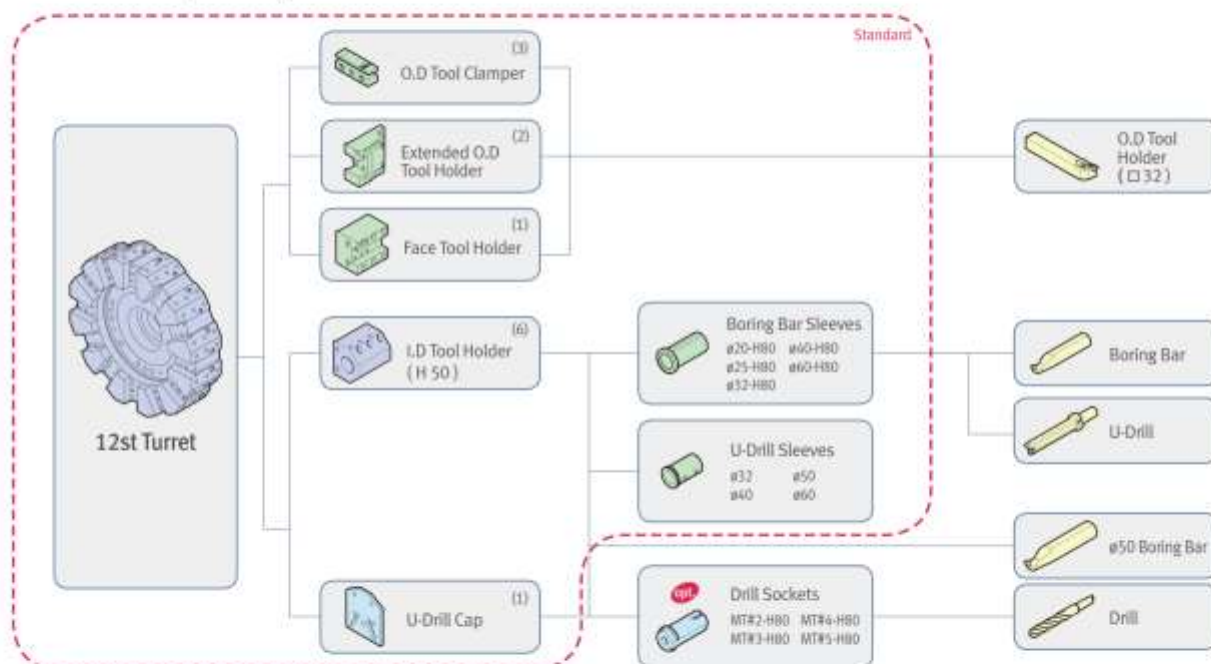 Standard
(3)
O.D Tool Clamper
(2)
Extended O.D
Tool Holder
O.D Tool
Holder
( □ 32 )
(1)
Face Tool Holder
12st Turret
(6)
I.D Tool Holder
( H 50 )
Boring Bar Sleeves
ø20-H80 ø40-H80
ø25-H80 ø60-H80
ø32-H80
Boring Bar
U-Drill
U-Drill Sleeves
ø32 ø50
ø40 ø60
ø50 Boring Bar
(1)
U-Drill Cap
opt.
Drill Sockets
MT#2-H80 MT#4-H80
MT#3-H80 MT#5-H80
Drill